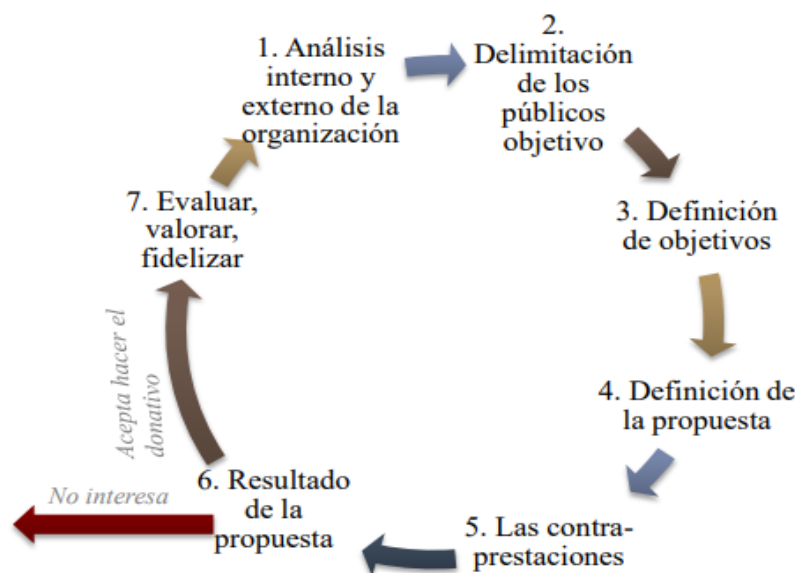 1. Análisis
interno y
externo de la
organización
2.
Delimitación
de los
públicos
objetivo
3. Definición
de objetivos
4. Definición de
la propuesta
5. Las contra-
prestaciones
6. Resultado
de la
propuesta
No interesa
Acepta hacer el
donativo
7. Evaluar,
valorar,
fidelizar